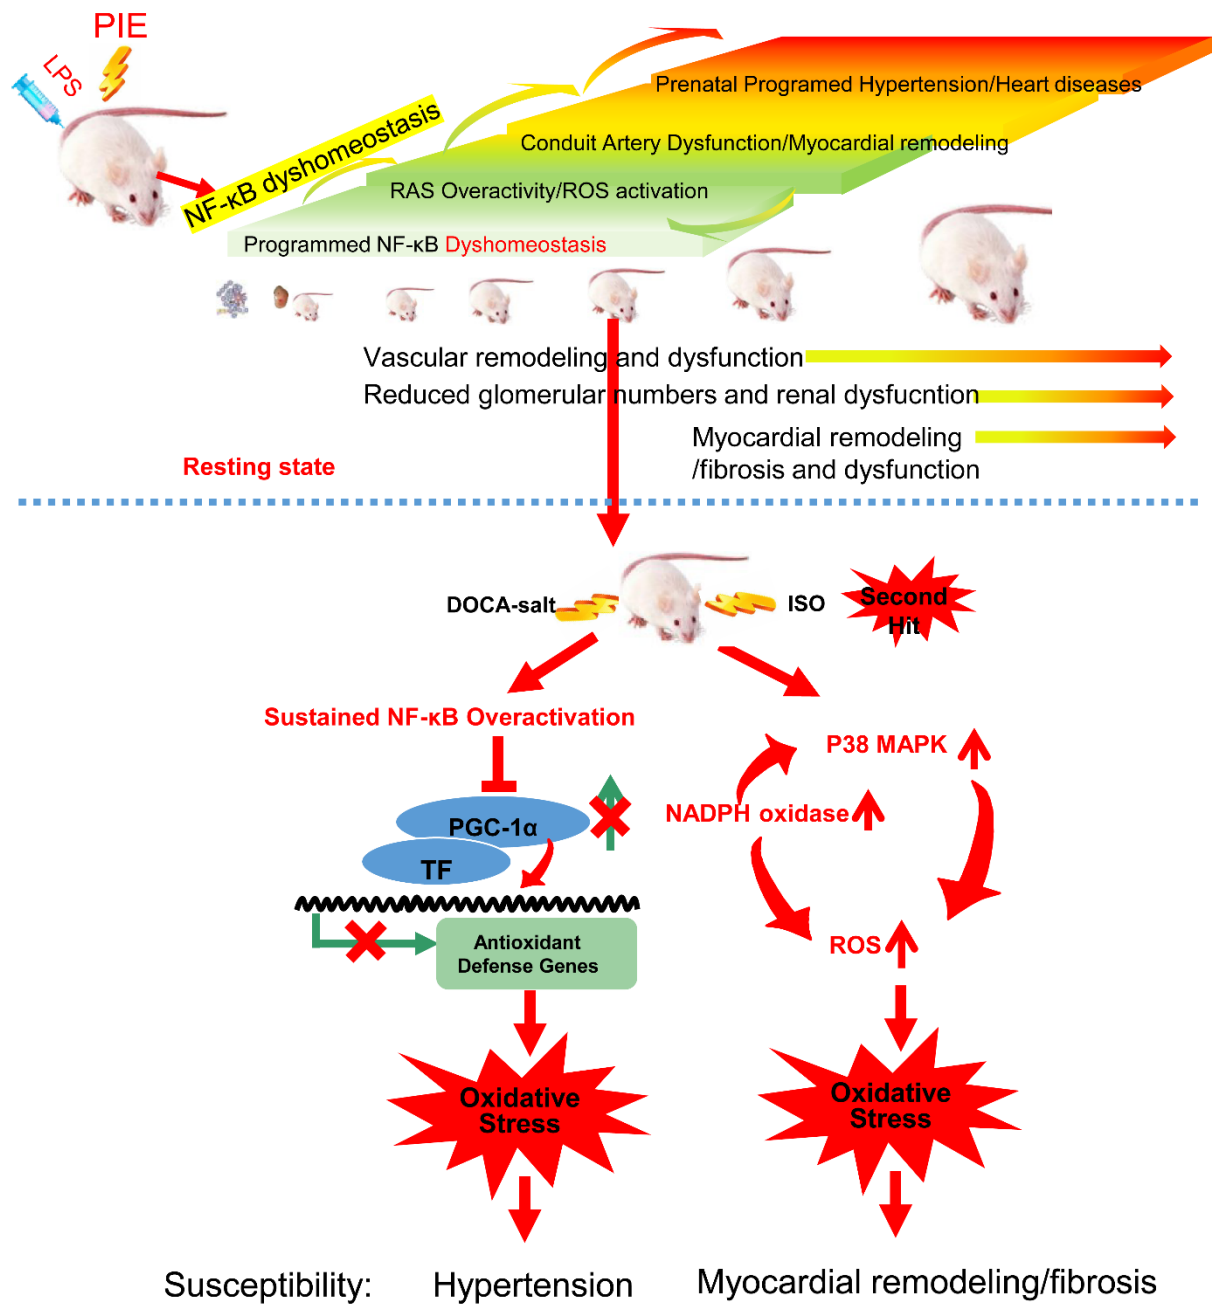 PIE
LPS
NF-κB dyshomeostasis
Prenatal Programed Hypertension/Heart diseases
Conduit Artery Dysfunction/Myocardial remodeling
RAS Overactivity/ROS activation
Programmed NF-κB Dyshomeostasis
Vascular remodeling and dysfunction
Reduced glomerular numbers and renal dysfucntion
Myocardial remodeling
/fibrosis and dysfunction
Resting state
DOCA-salt
ISO
Second
Hit
Sustained NF-κB Overactivation
P38 MAPK
NADPH oxidase
PGC-1α
TF
ROS
Antioxidant
Defense Genes
Oxidative
Stress
Oxidative
Stress
Susceptibility: Hypertension Myocardial remodeling/fibrosis